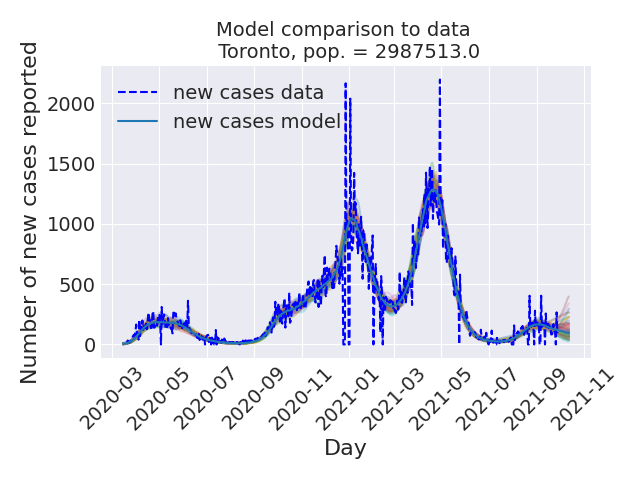 Model comparison to data
Toronto, pop. = 2987513.0
Number of new cases reported
2000
1500
1000
500
0
new cases data
new cases model
2020-03
2020-05
2020-07
2020-09
2020-11
2021-01
2021-03
2021-05
2021-07
2021-09
2021-11
Day